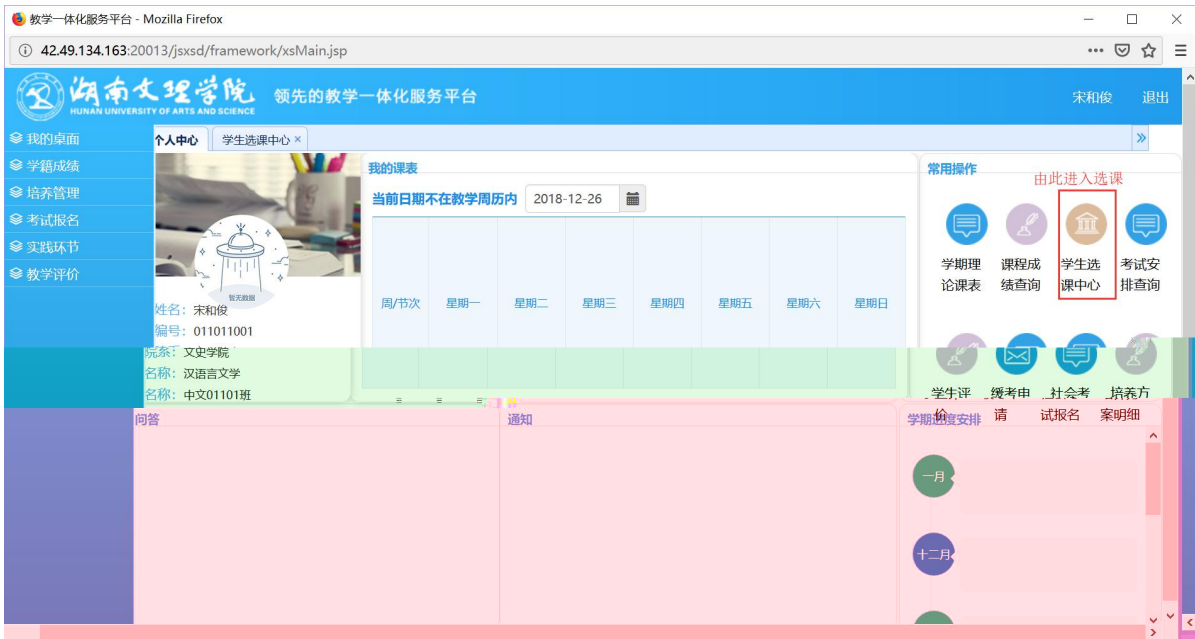 教学一体化服务平台 - Mozilla Firefox
42.49.134.163:20013/jsxsd/framework/xsMain.jsp
湖南文理学院
HUNAN UNIVERSITY OF ARTS AND SCIENCE
领先的教学一体化服务平台
宋和俊 退出
我的桌面
学籍成绩
培养管理
考试报名
实践环节
教学评价
个人中心 学生选课中心 ×
暂无数据
姓名：宋和俊
编号：011011001
院系：文史学院
名称：汉语言文学
名称：中文01101班
我的课表
当前日期不在教学周历内 2018-12-26
周/节次 星期一 星期二 星期三 星期四 星期五 星期六 星期日
常用操作
由此进入选课
学期理论课表
课程成绩查询
学生选课中心
考试安排查询
学生评价
缓考申请
社会考试报名
培养方案明细
问答
通知
学期进度安排
一月
十二月